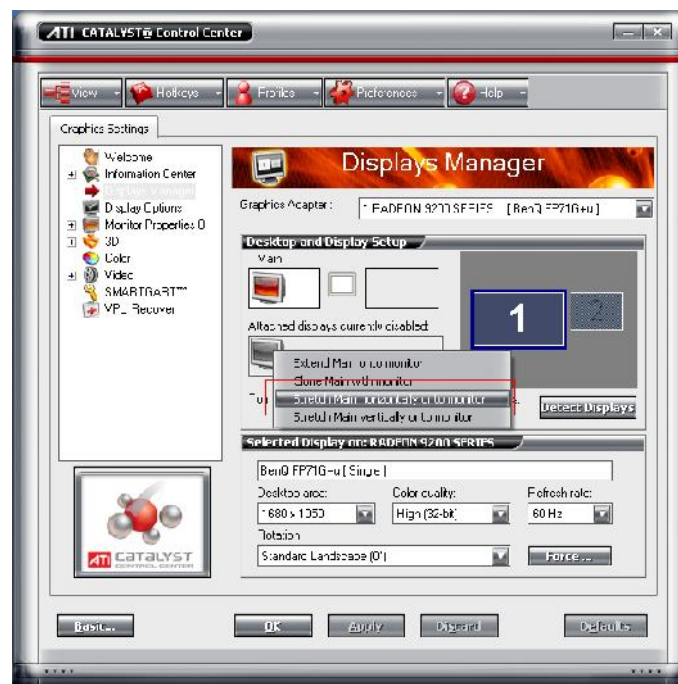 ATI CATALYST® Control Center
View
Hotkeys
Profiles
Preferences
Help
Graphics Settings
Welcome
Information Center
Displays Manager
Display Options
Monitor Properties 0
3D
Color
Video
SMARTGART™
VPU Recover
Displays Manager
Graphics Adapter:
1. RADEON 9200 SERIES [ BenQ FP71G+u ]
Desktop and Display Setup
Main
1
2
Attached displays currently disabled:
Extend Main onto monitor
Clone Main with monitor
Stretch Main horizontally onto monitor
Stretch Main vertically onto monitor
Detect Displays
Selected Display on: RADEON 9200 SERIES
BenQ FP71G+u [ Single ]
Desktop area:
Color quality:
Refresh rate:
1680 x 1050
High (32-bit)
60 Hz
Rotation
Standard Landscape (0°)
Force...
ATI CATALYST
CONTROL CENTER
Basic...
OK
Apply
Discard
Defaults